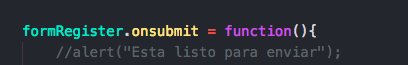 formRegister.onsubmit = function(){
//alert("Esta listo para enviar");